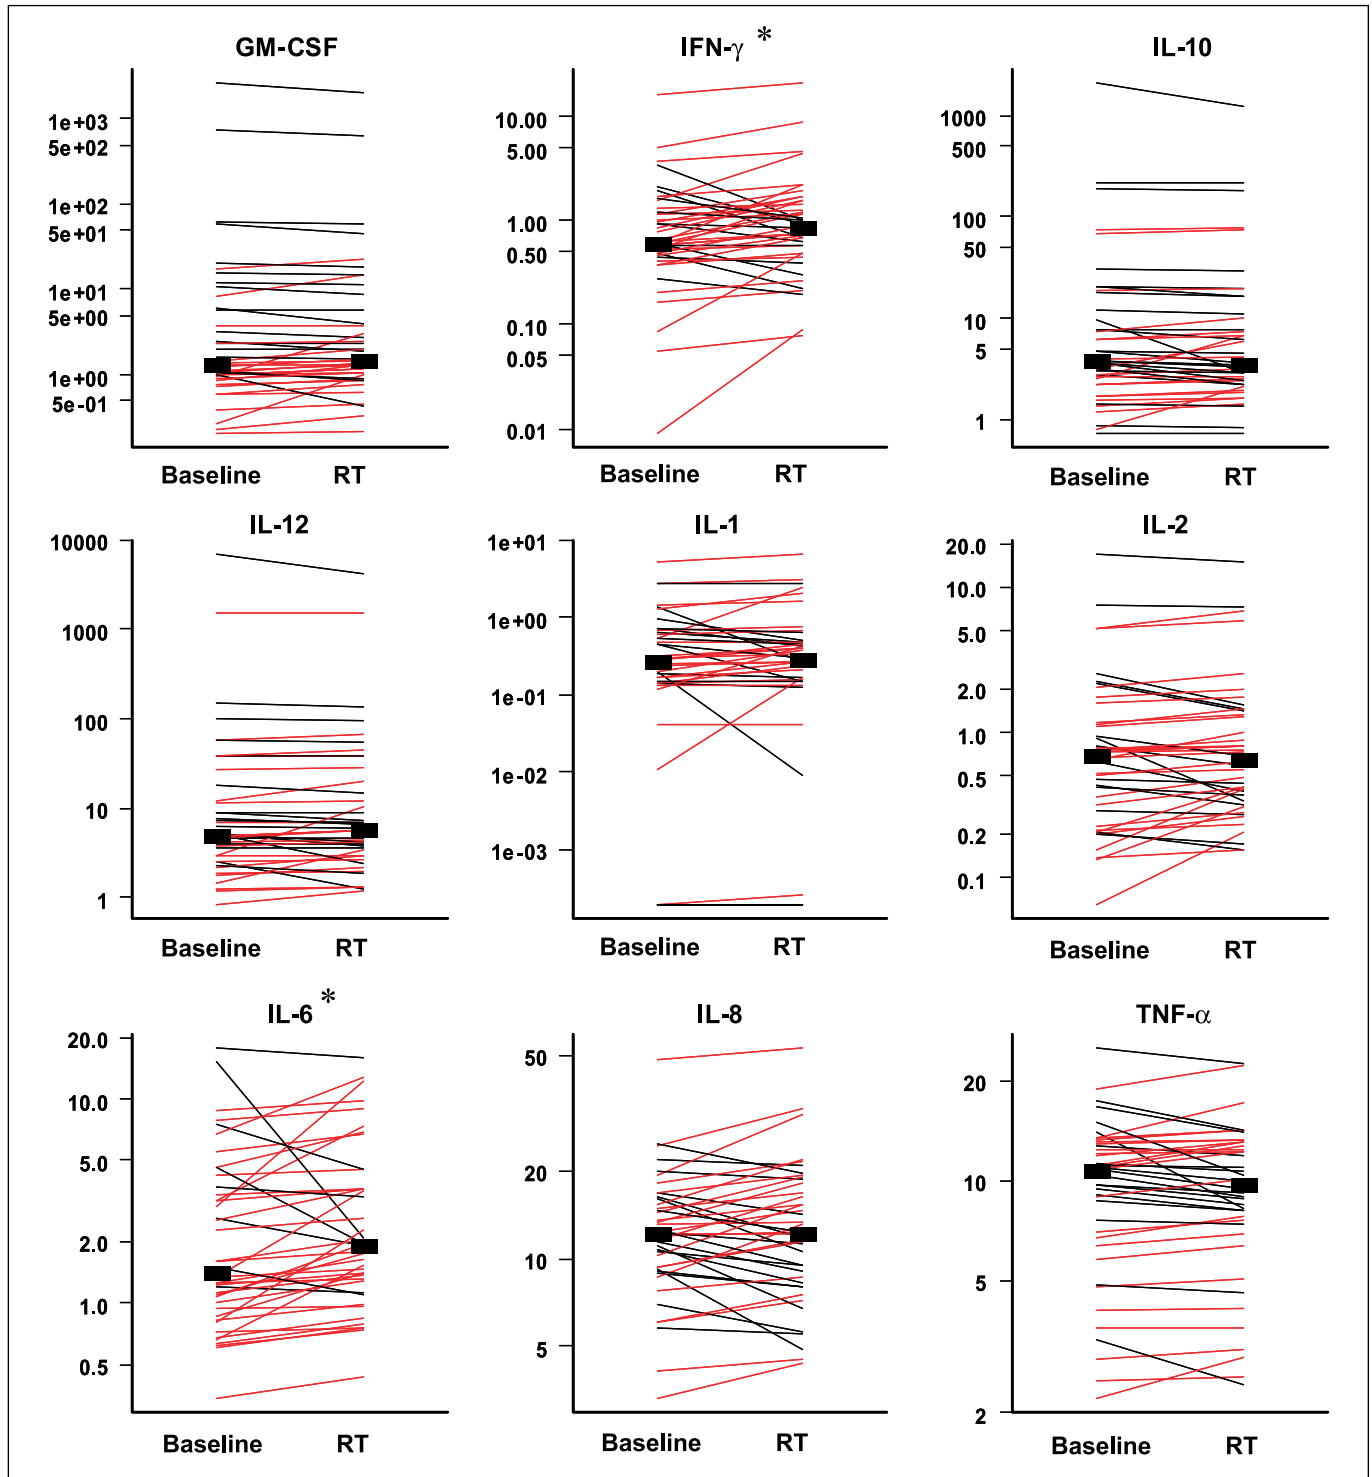 GM-CSF
1e+03
5e+02
1e+02
5e+01
1e+01
5e+00
1e+00
5e-01
Baseline RT
IFN-γ *
10.00
5.00
1.00
0.50
0.10
0.05
0.01
Baseline RT
IL-10
1000
500
100
50
10
5
1
Baseline RT
IL-12
10000
1000
100
10
1
Baseline RT
IL-1
1e+01
1e+00
1e-01
1e-02
1e-03
Baseline RT
IL-2
20.0
10.0
5.0
2.0
1.0
0.5
0.2
0.1
Baseline RT
IL-6 *
20.0
10.0
5.0
2.0
1.0
0.5
Baseline RT
IL-8
50
20
10
5
Baseline RT
TNF-α
20
10
5
2
Baseline RT